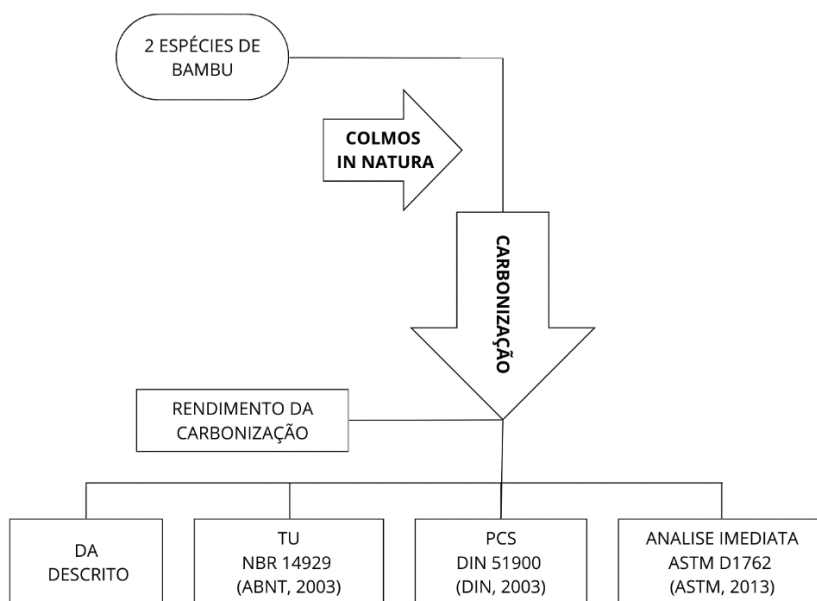 2 ESPÉCIES DE
BAMBU
COLMOS
IN NATURA
CARBONIZAÇÃO
RENDIMENTO DA
CARBONIZAÇÃO
DA
DESCRITO
TU
NBR 14929
(ABNT, 2003)
PCS
DIN 51900
(DIN, 2003)
ANALISE IMEDIATA
ASTM D1762
(ASTM, 2013)